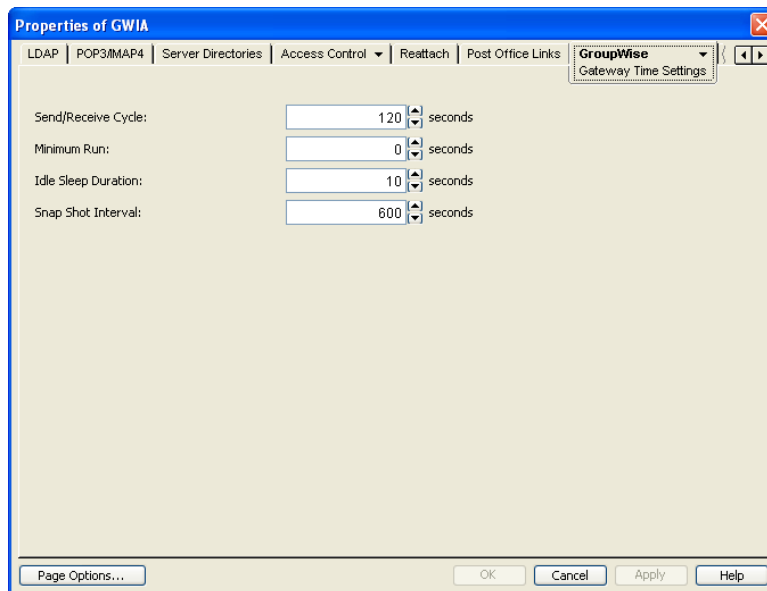 Properties of GWIA
LDAP POP3/IMAP4 Server Directories Access Control Reattach Post Office Links GroupWise
Gateway Time Settings
Send/Receive Cycle: 120 seconds
Minimum Run: 0 seconds
Idle Sleep Duration: 10 seconds
Snap Shot Interval: 600 seconds
Page Options... OK Cancel Apply Help